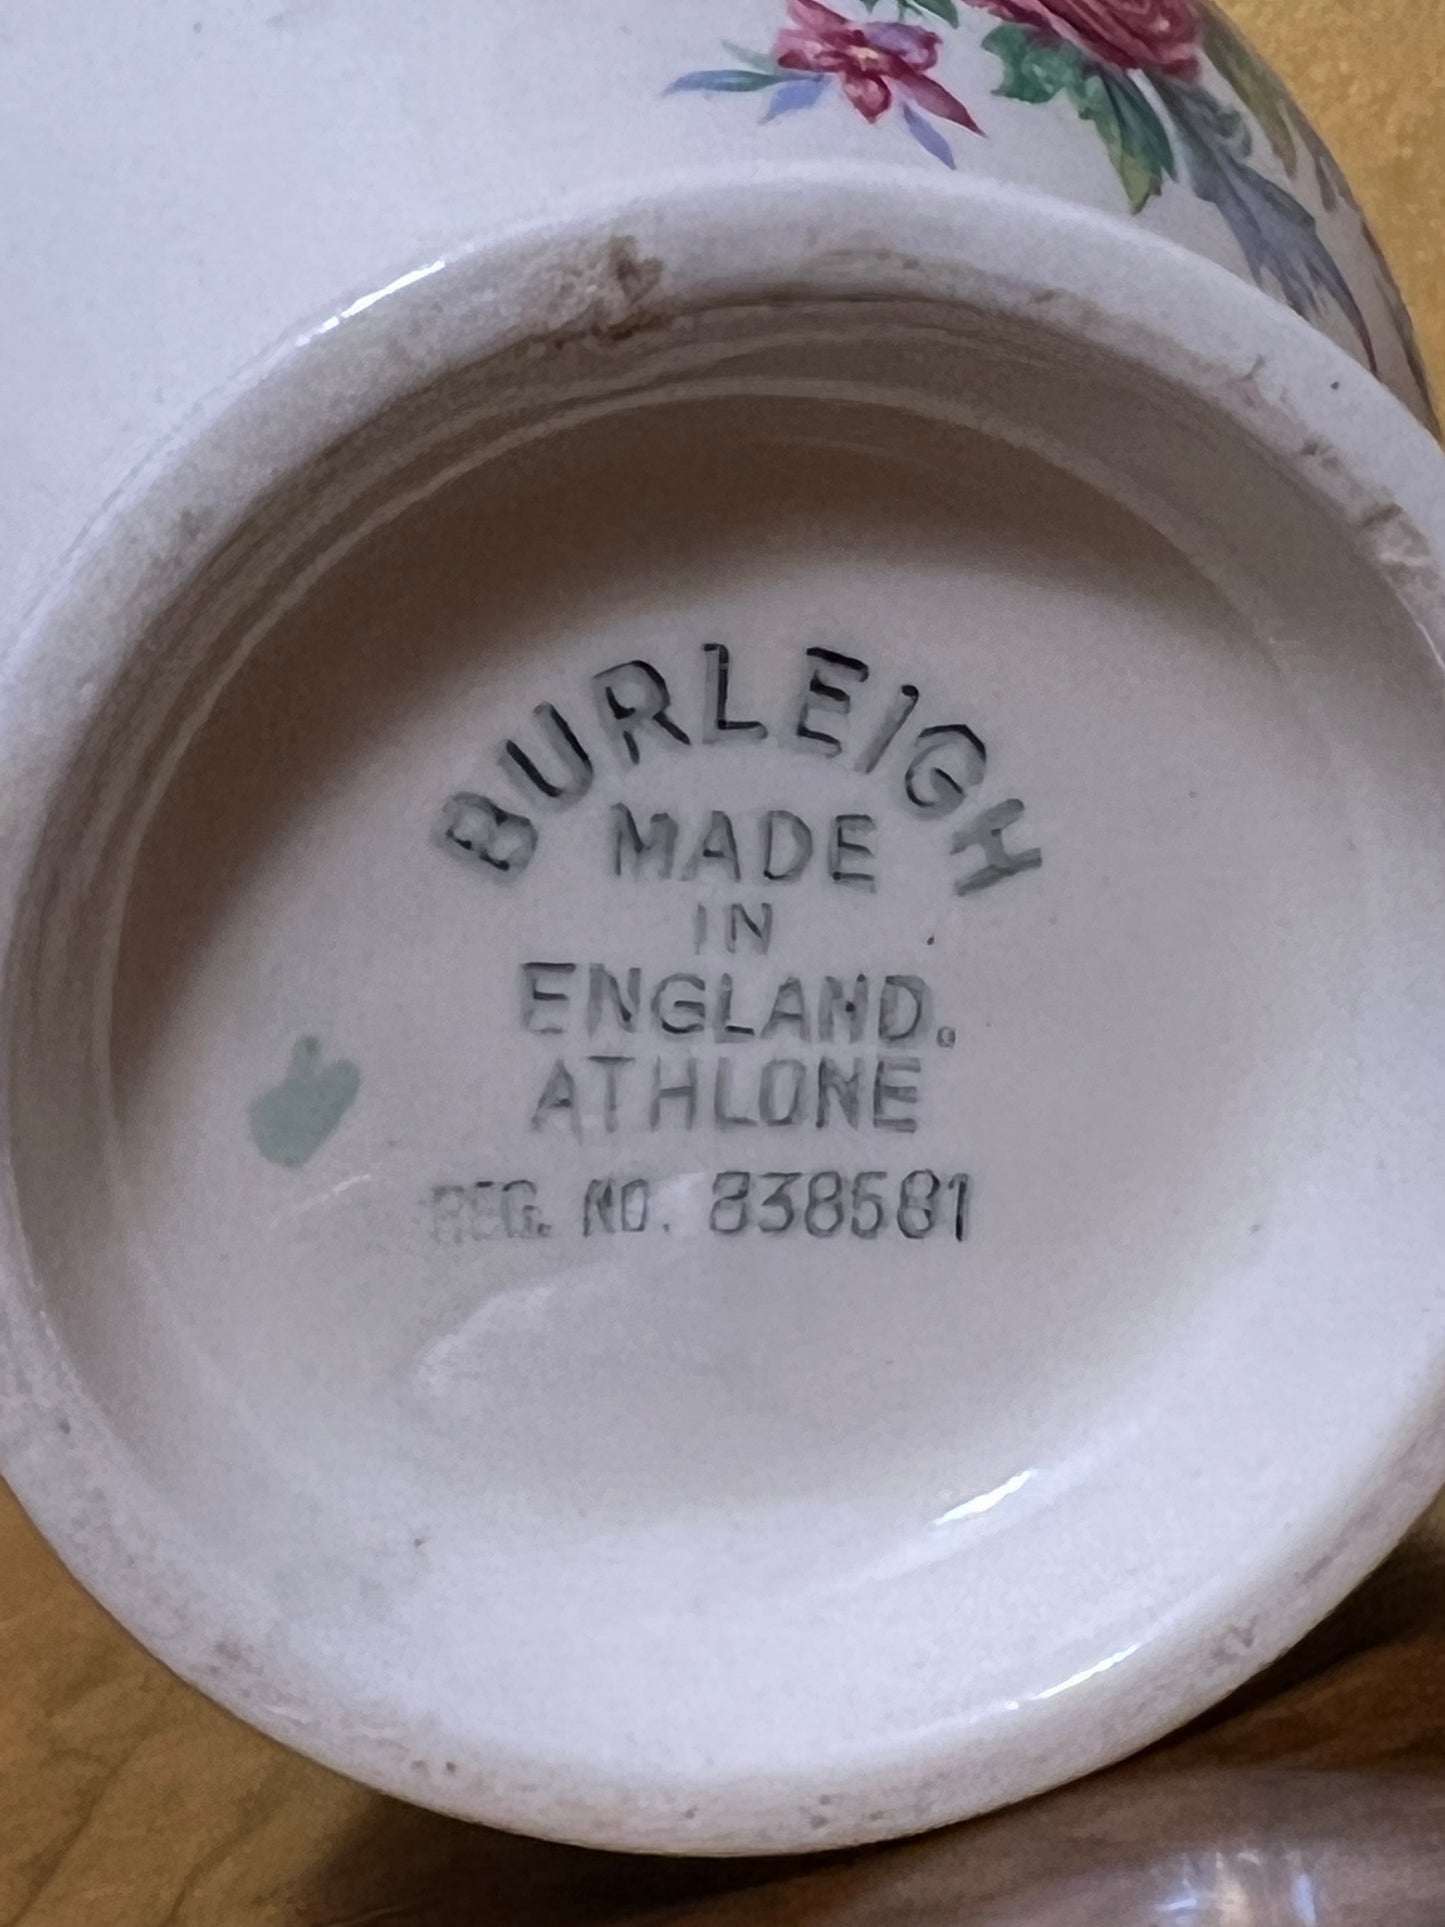 BURLEIGH
MADE
IN
ENGLAND.
ATHLONE
REG. NO. 838581